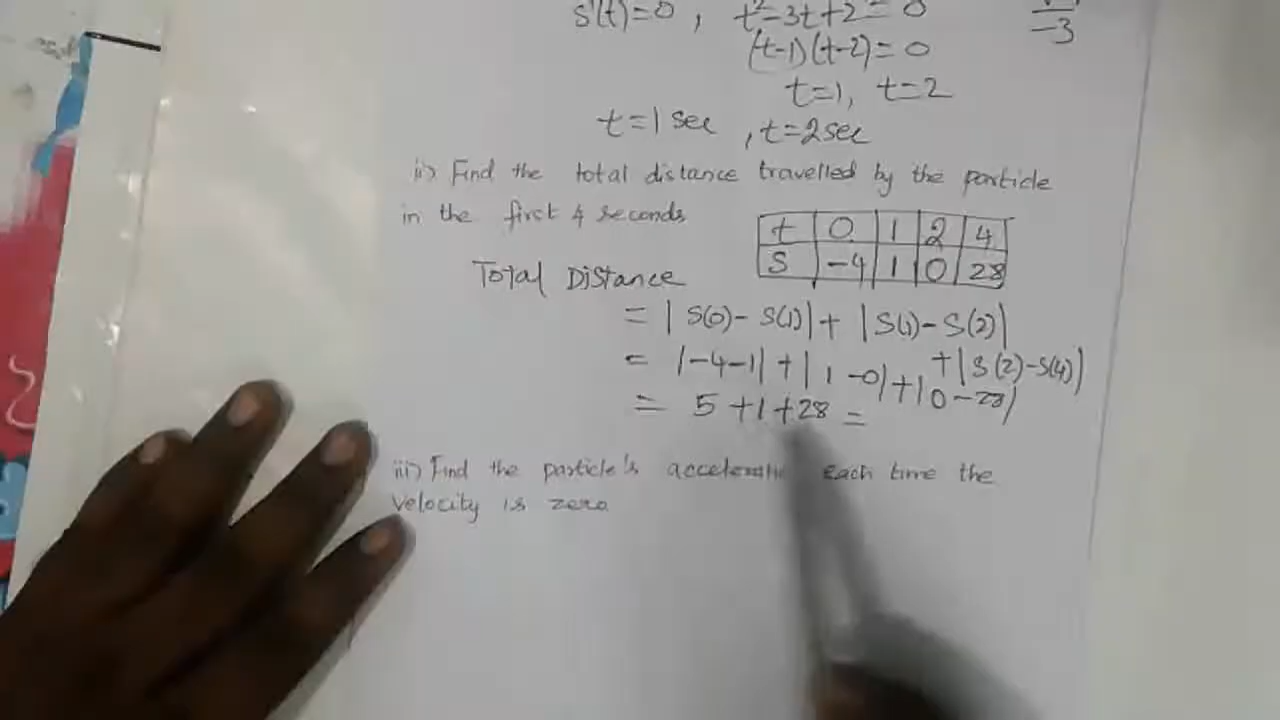 s'(t)=0 , t²-3t+2=0
-3
(t-1)(t-2)=0
t=1, t=2
t=1 sec , t=2sec
ii) Find the total distance travelled by the particle
in the first 4 seconds
t 0 1 2 4
S -4 1 0 28
Total Distance
= |S(0)-S(1)|+ |S(1)-S(2)|
+|S(2)-S(4)|
= |-4-1|+|1-0|+|0-28|
= 5+1+28 =
iii) Find the particle's each time the
velocity is zero